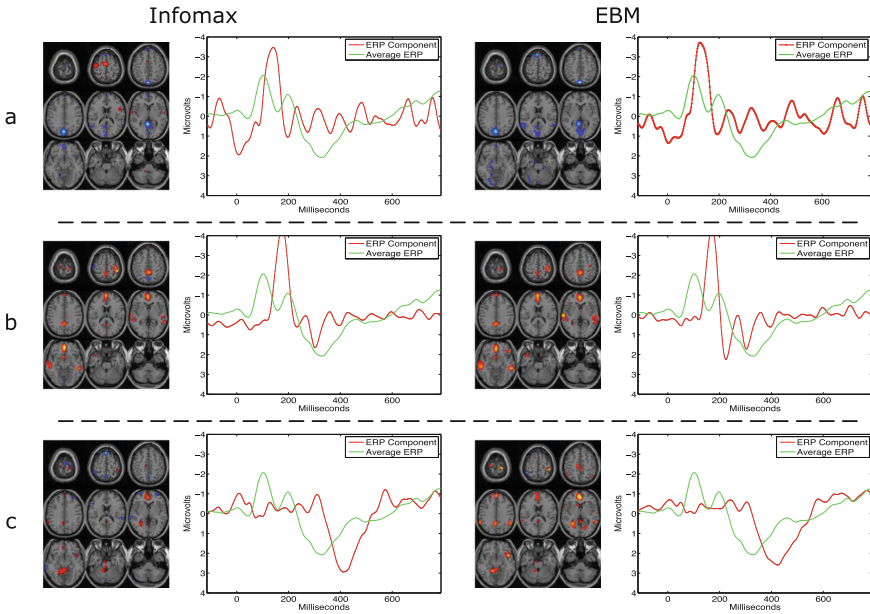 Infomax EBM
a
ERP Component
Average ERP
Microvolts
−4
−3
−2
−1
0
1
2
3
4
0 200 400 600
Milliseconds
ERP Component
Average ERP
Microvolts
−4
−3
−2
−1
0
1
2
3
4
0 200 400 600
Milliseconds
b
ERP Component
Average ERP
Microvolts
−4
−3
−2
−1
0
1
2
3
4
0 200 400 600
Milliseconds
ERP Component
Average ERP
Microvolts
−4
−3
−2
−1
0
1
2
3
4
0 200 400 600
Milliseconds
c
ERP Component
Average ERP
Microvolts
−4
−3
−2
−1
0
1
2
3
4
0 200 400 600
Milliseconds
ERP Component
Average ERP
Microvolts
−4
−3
−2
−1
0
1
2
3
4
0 200 400 600
Milliseconds